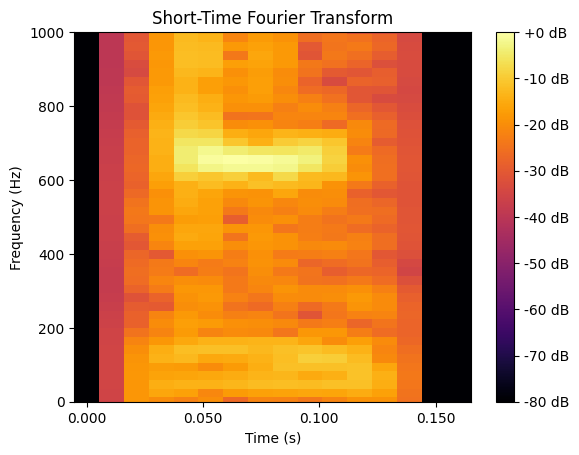 Short-Time Fourier Transform
Frequency (Hz)
1000
800
600
400
200
0
0.000
0.050
0.100
0.150
Time (s)
+0 dB
-10 dB
-20 dB
-30 dB
-40 dB
-50 dB
-60 dB
-70 dB
-80 dB